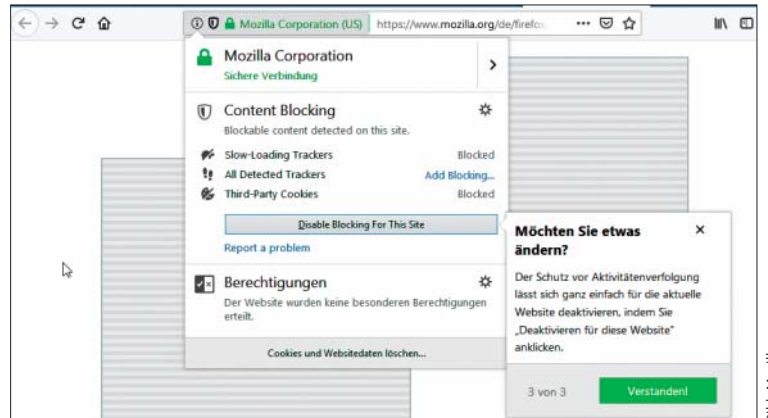 Mozilla Corporation (US) https://www.mozilla.org/de/firefox
Mozilla Corporation
Sichere Verbindung
Content Blocking
Blockable content detected on this site.
Slow-Loading Trackers Blocked
All Detected Trackers Add Blocking...
Third-Party Cookies Blocked
Disable Blocking For This Site
Report a problem
Berechtigungen
Der Website wurden keine besonderen Berechtigungen
erteilt.
Cookies und Websitedaten löschen...
Möchten Sie etwas
ändern?
Der Schutz vor Aktivitätenverfolgung
lässt sich ganz einfach für die aktuelle
Website deaktivieren, indem Sie
„Deaktivieren für diese Website"
anklicken.
3 von 3 Verstanden!